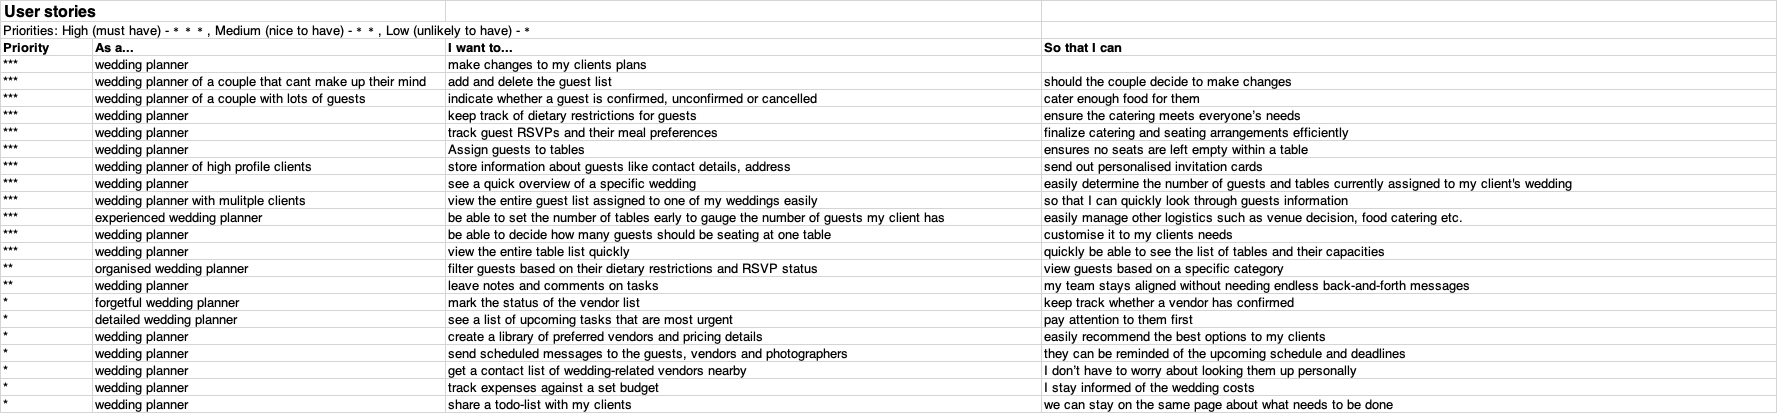 User stories
Priorities: High (must have) - * * * , Medium (nice to have) - * * , Low (unlikely to have) - *
Priority As a... I want to... So that I can
*** wedding planner make changes to my clients plans
*** wedding planner of a couple that cant make up their mind add and delete the guest list should the couple decide to make changes
*** wedding planner of a couple with lots of guests indicate whether a guest is confirmed, unconfirmed or cancelled cater enough food for them
*** wedding planner keep track of dietary restrictions for guests ensure the catering meets everyone's needs
*** wedding planner track guest RSVPs and their meal preferences finalize catering and seating arrangements efficiently
*** wedding planner Assign guests to tables ensures no seats are left empty within a table
*** wedding planner of high profile clients store information about guests like contact details, address send out personalised invitation cards
*** wedding planner see a quick overview of a specific wedding easily determine the number of guests and tables currently assigned to my client's wedding
*** wedding planner with mulitple clients view the entire guest list assigned to one of my weddings easily so that I can quickly look through guests information
*** experienced wedding planner be able to set the number of tables early to gauge the number of guests my client has easily manage other logistics such as venue decision, food catering etc.
*** wedding planner be able to decide how many guests should be seating at one table customise it to my clients needs
*** wedding planner view the entire table list quickly quickly be able to see the list of tables and their capacities
** organised wedding planner filter guests based on their dietary restrictions and RSVP status view guests based on a specific category
** wedding planner leave notes and comments on tasks my team stays aligned without needing endless back-and-forth messages
* forgetful wedding planner mark the status of the vendor list keep track whether a vendor has confirmed
* detailed wedding planner see a list of upcoming tasks that are most urgent pay attention to them first
* wedding planner create a library of preferred vendors and pricing details easily recommend the best options to my clients
* wedding planner send scheduled messages to the guests, vendors and photographers they can be reminded of the upcoming schedule and deadlines
* wedding planner get a contact list of wedding-related vendors nearby I don't have to worry about looking them up personally
* wedding planner track expenses against a set budget I stay informed of the wedding costs
* wedding planner share a todo-list with my clients we can stay on the same page about what needs to be done